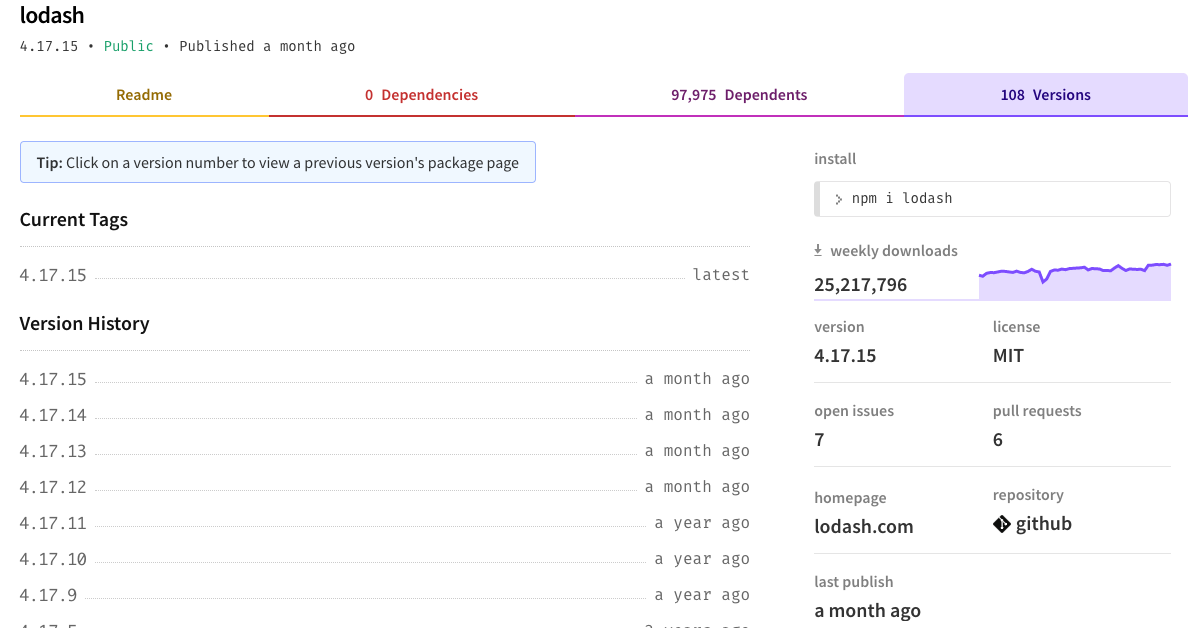 lodash
4.17.15 • Public • Published a month ago
Readme
0 Dependencies
97,975 Dependents
108 Versions
Tip: Click on a version number to view a previous version's package page
Current Tags
4.17.15 latest
Version History
4.17.15 a month ago
4.17.14 a month ago
4.17.13 a month ago
4.17.12 a month ago
4.17.11 a year ago
4.17.10 a year ago
4.17.9 a year ago
install
npm i lodash
weekly downloads
25,217,796
version
4.17.15
license
MIT
open issues
7
pull requests
6
homepage
lodash.com
repository
github
last publish
a month ago